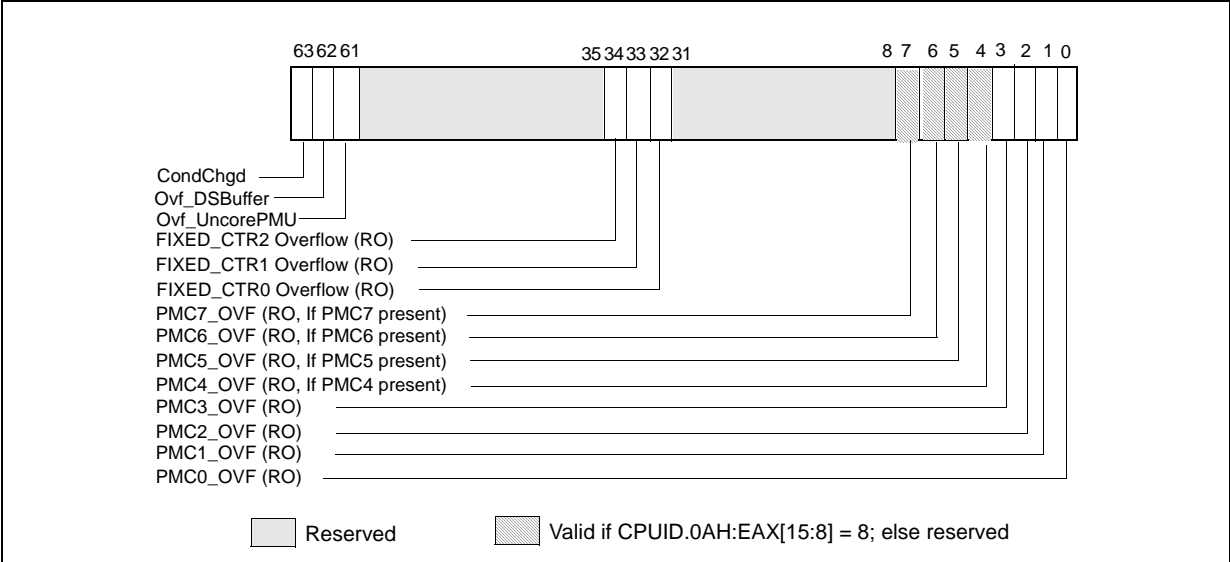 63 62 61 35 34 33 32 31 8 7 6 5 4 3 2 1 0
CondChgd
Ovf_DSBuffer
Ovf_UncorePMU
FIXED_CTR2 Overflow (RO)
FIXED_CTR1 Overflow (RO)
FIXED_CTR0 Overflow (RO)
PMC7_OVF (RO, If PMC7 present)
PMC6_OVF (RO, If PMC6 present)
PMC5_OVF (RO, If PMC5 present)
PMC4_OVF (RO, If PMC4 present)
PMC3_OVF (RO)
PMC2_OVF (RO)
PMC1_OVF (RO)
PMC0_OVF (RO)
Reserved Valid if CPUID.0AH:EAX[15:8] = 8; else reserved